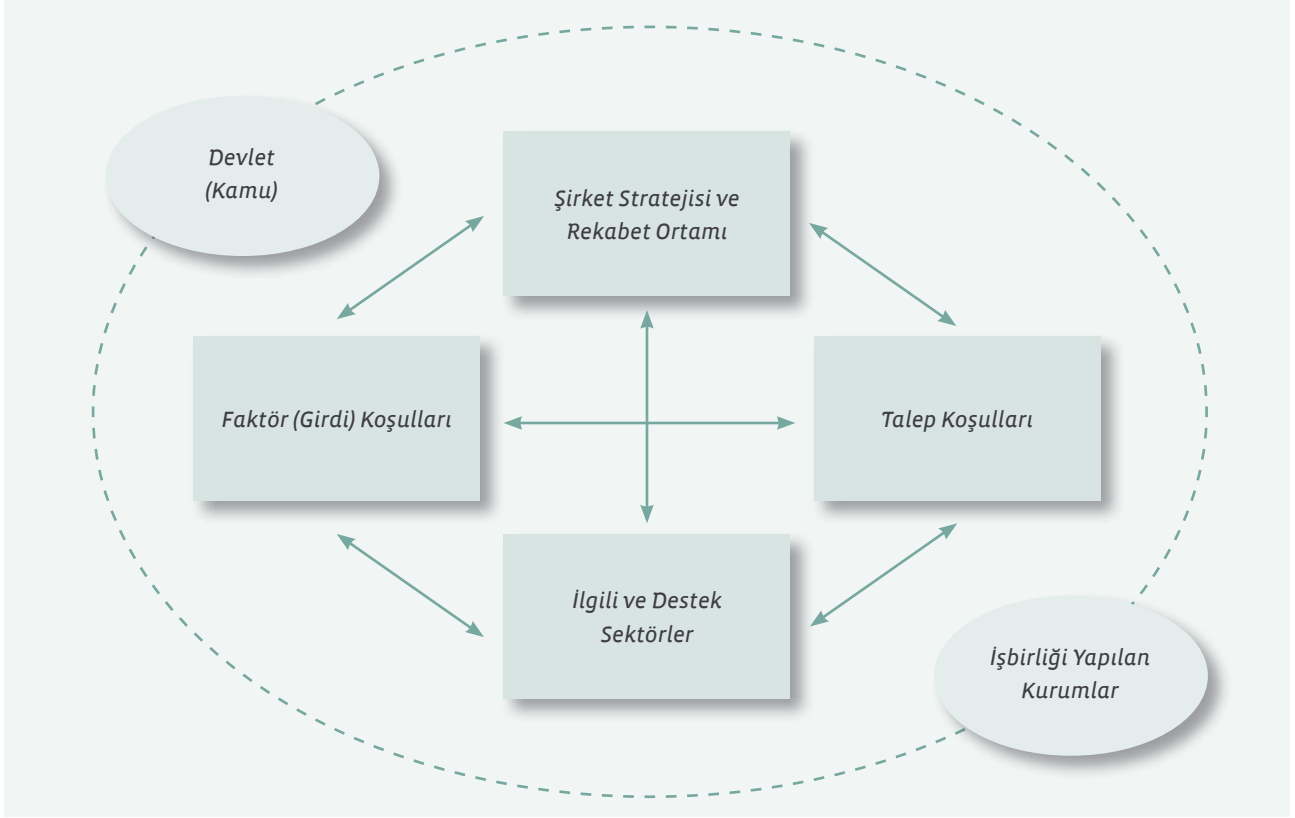 Devlet
(Kamu)
Şirket Stratejisi ve
Rekabet Ortamı
Faktör (Girdi) Koşulları
Talep Koşulları
İlgili ve Destek
Sektörler
İşbirliği Yapılan
Kurumlar